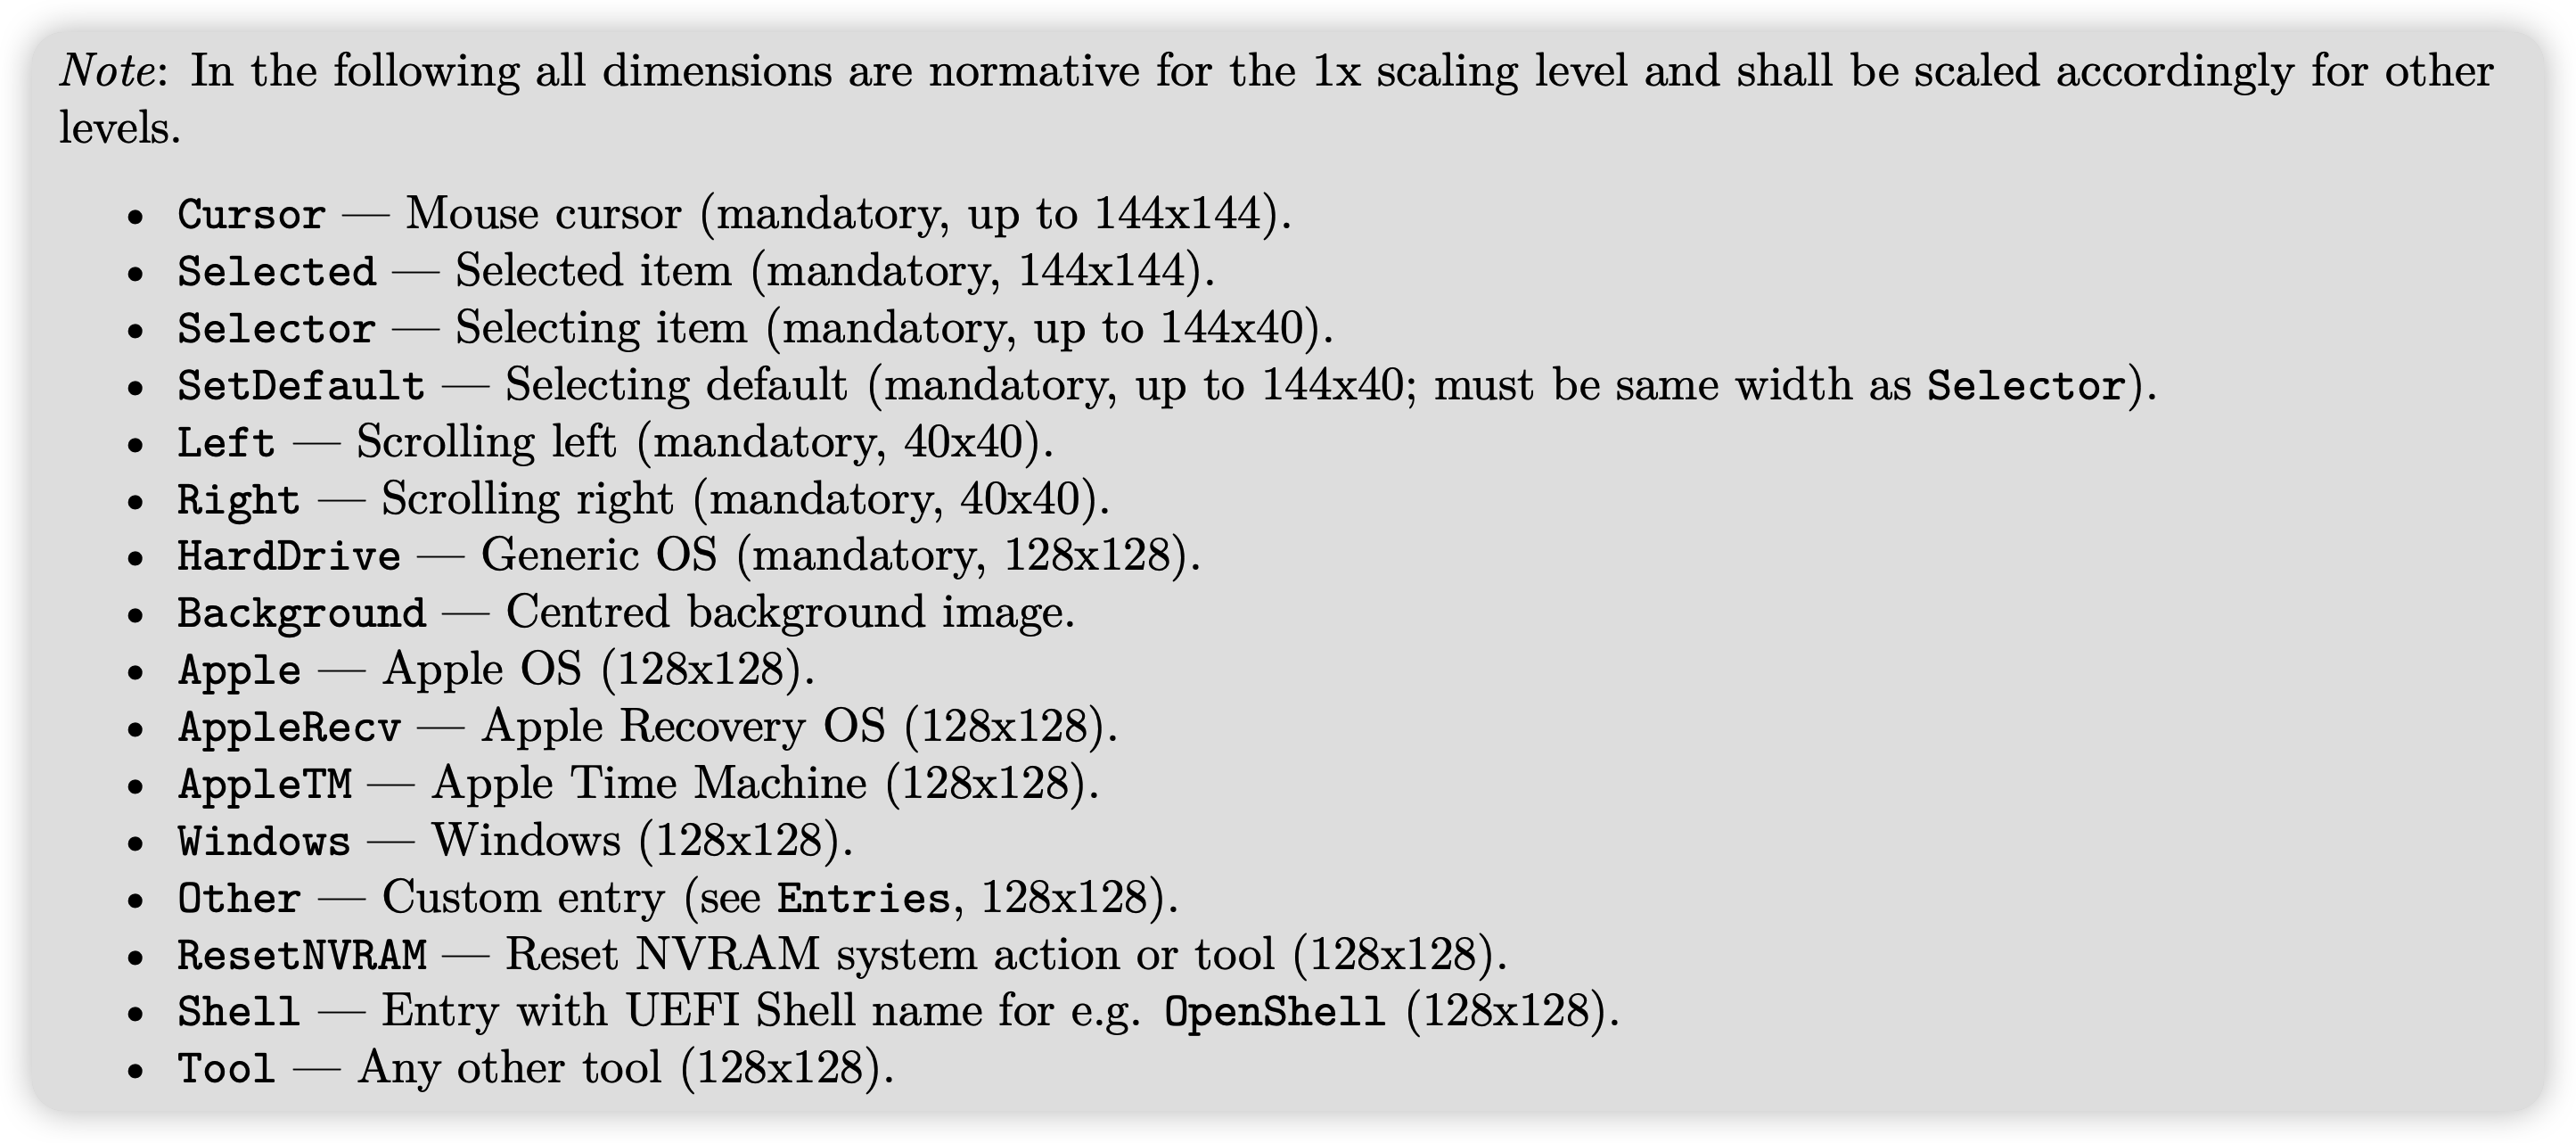 Note: In the following all dimensions are normative for the 1x scaling level and shall be scaled accordingly for other
levels.
• Cursor — Mouse cursor (mandatory, up to 144x144).
• Selected — Selected item (mandatory, 144x144).
• Selector — Selecting item (mandatory, up to 144x40).
• SetDefault — Selecting default (mandatory, up to 144x40; must be same width as Selector).
• Left — Scrolling left (mandatory, 40x40).
• Right — Scrolling right (mandatory, 40x40).
• HardDrive — Generic OS (mandatory, 128x128).
• Background — Centred background image.
• Apple — Apple OS (128x128).
• AppleRecv — Apple Recovery OS (128x128).
• AppleTM — Apple Time Machine (128x128).
• Windows — Windows (128x128).
• Other — Custom entry (see Entries, 128x128).
• ResetNVRAM — Reset NVRAM system action or tool (128x128).
• Shell — Entry with UEFI Shell name for e.g. OpenShell (128x128).
• Tool — Any other tool (128x128).